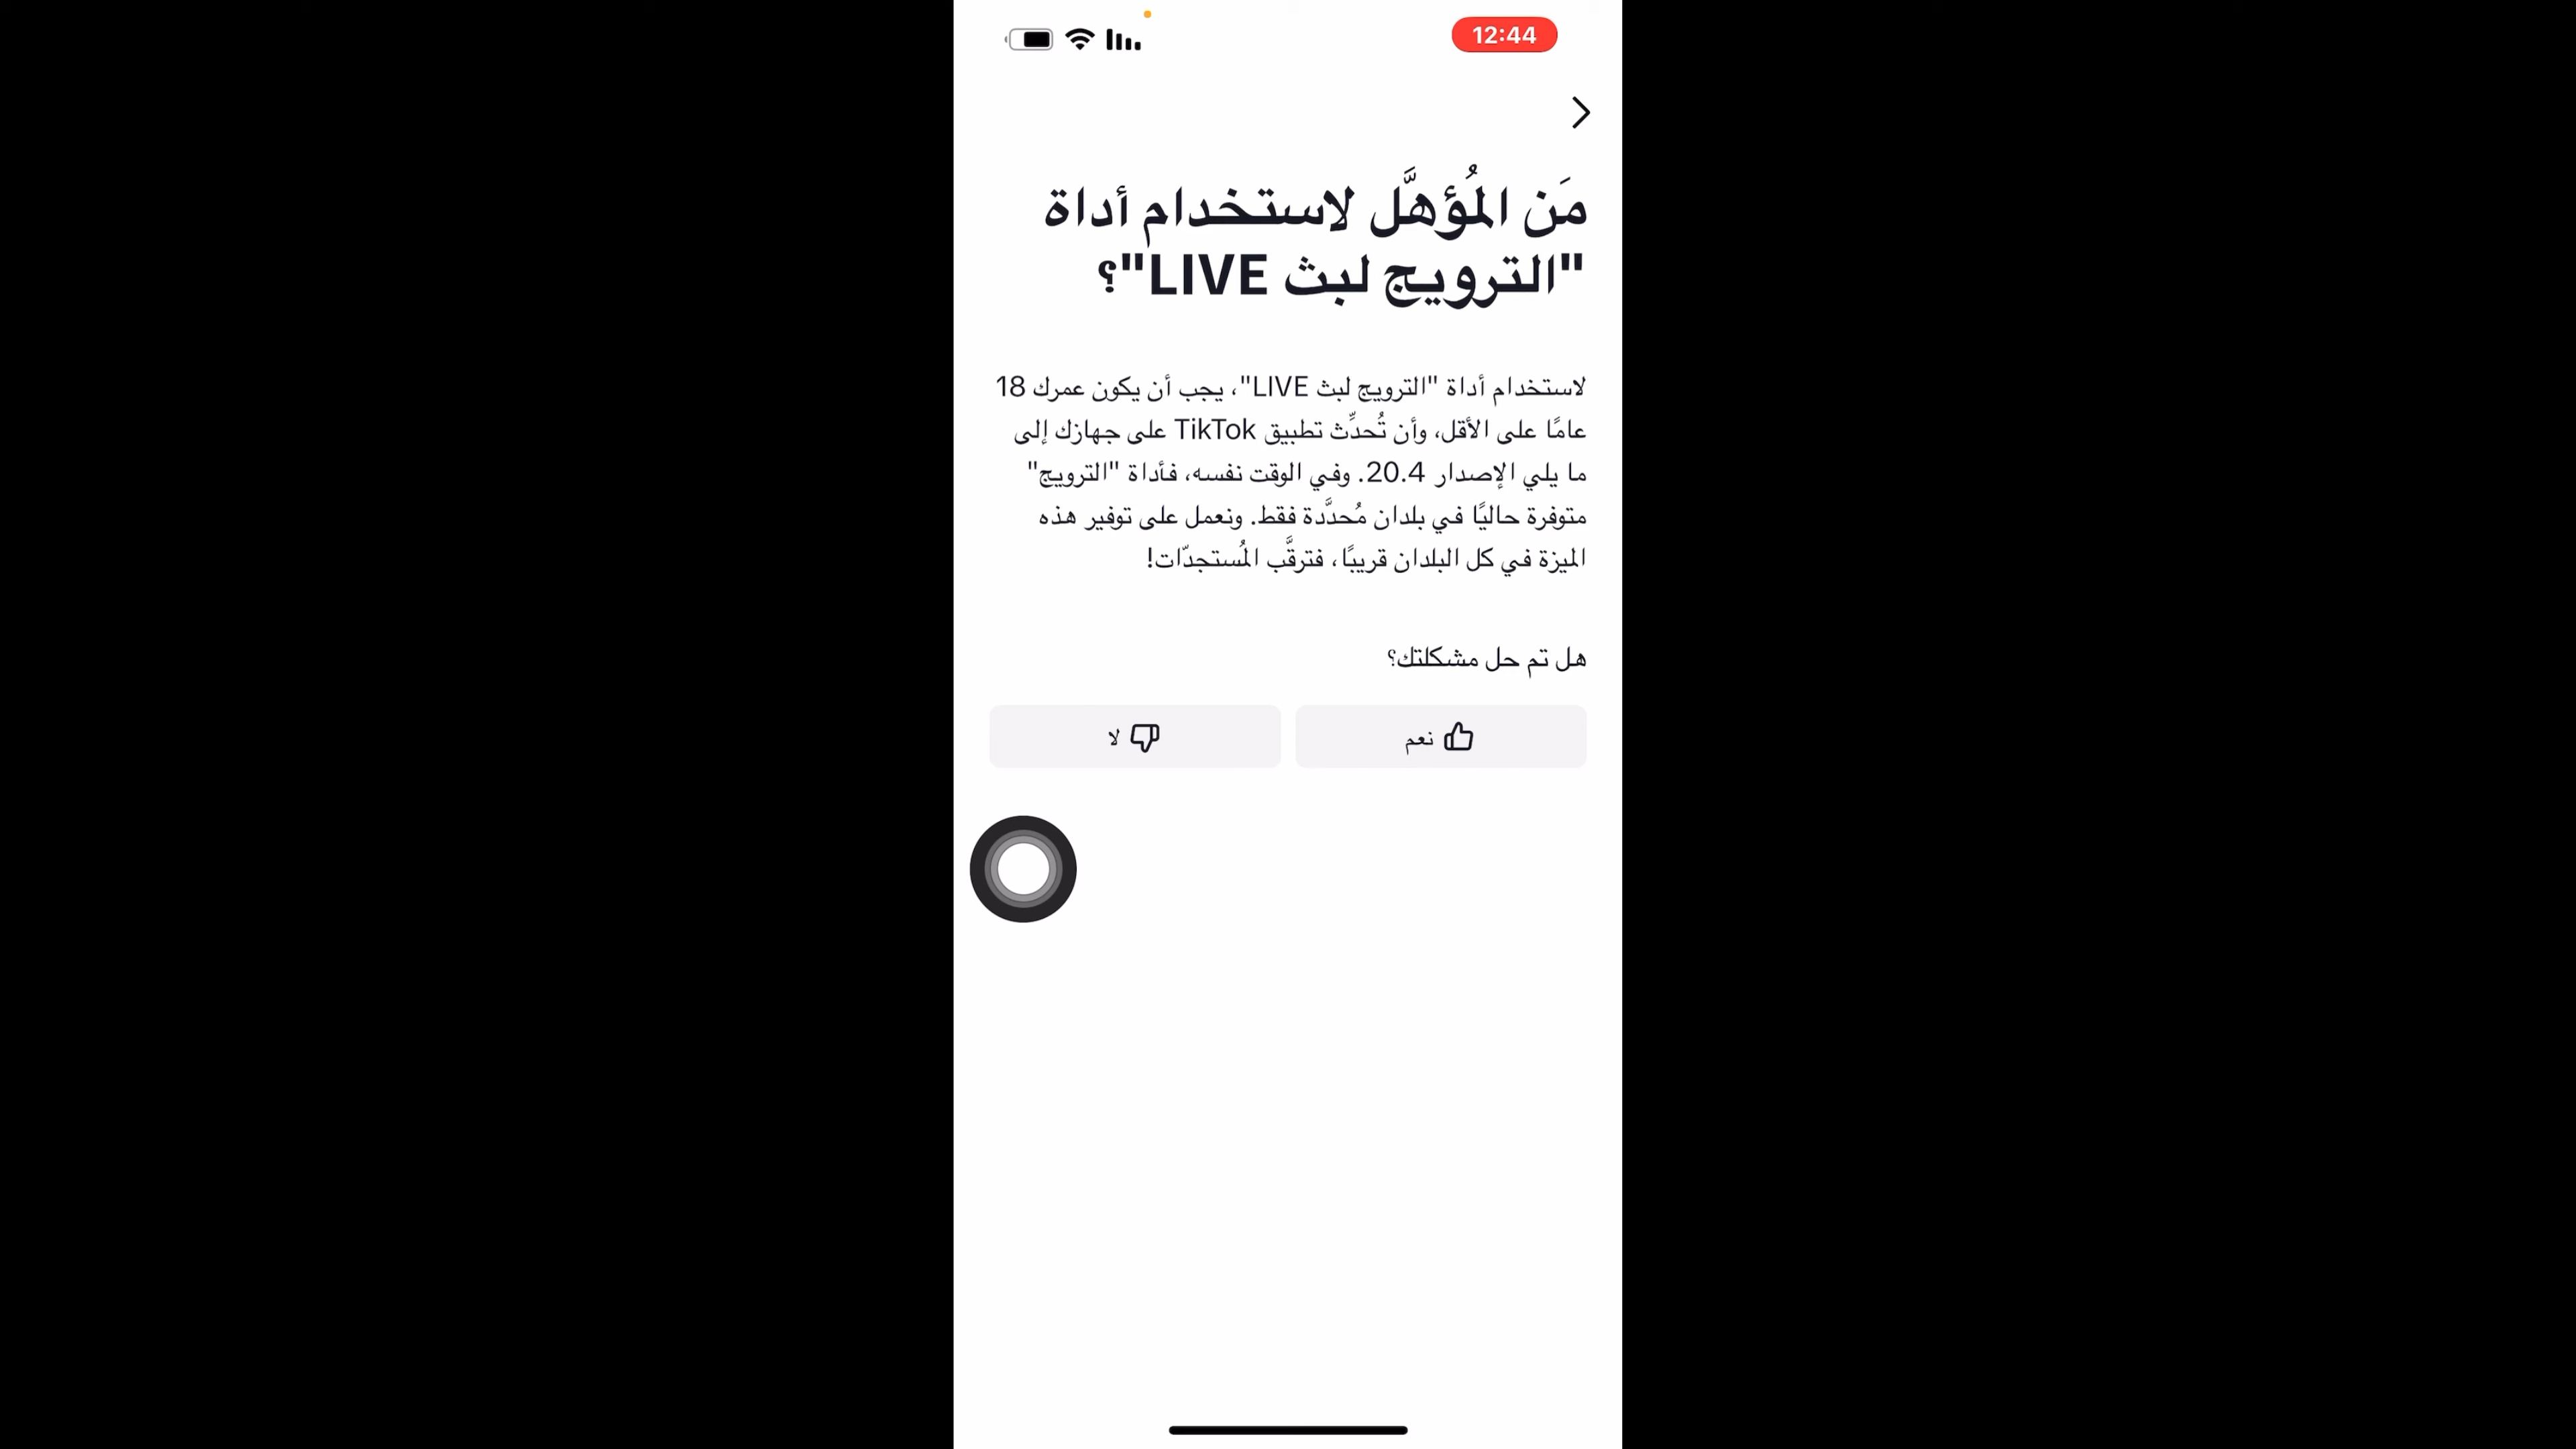 12:44
مَن المُؤهَّل لاستخدام أداة
"الترويج لبث LIVE"؟
لاستخدام أداة "الترويج لبث LIVE"، يجب أن يكون عمرك 18
عامًا على الأقل، وأن تُحدِّث تطبيق TikTok على جهازك إلى
ما يلي الإصدار 20.4. وفي الوقت نفسه، فأداة "الترويج"
متوفرة حاليًا في بلدان مُحدَّدة فقط. ونعمل على توفير هذه
الميزة في كل البلدان قريبًا، فترقَّب المُستجدّات!
هل تم حل مشكلتك؟
نعم
لا